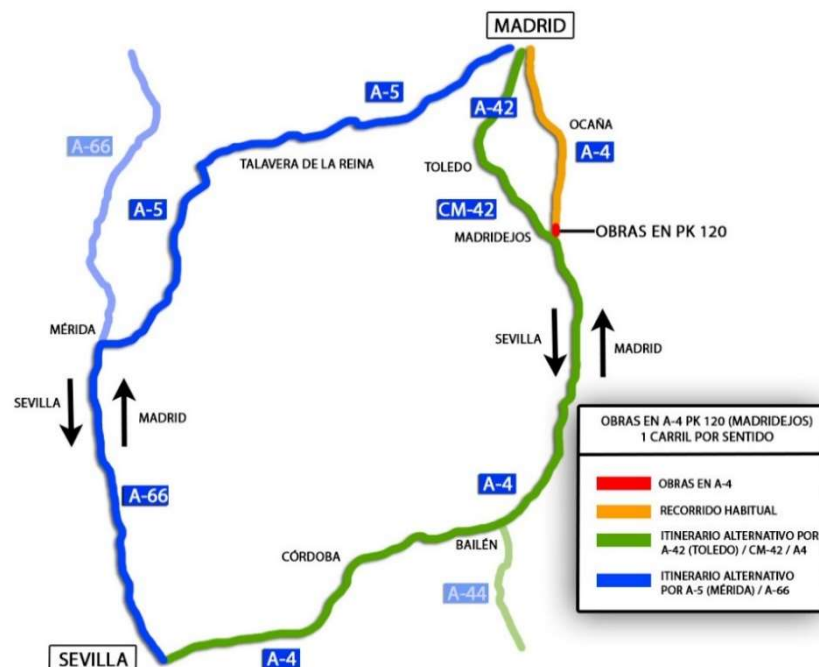 MADRID
A-5
A-42
OCAÑA
A-66
A-4
TALAVERA DE LA REINA
TOLEDO
A-5
CM-42
MADRIDEJOS
OBRAS EN PK 120
MÉRIDA
SEVILLA
MADRID
SEVILLA
MADRID
OBRAS EN A-4 PK 120 (MADRIDEJOS)
1 CARRIL POR SENTIDO
OBRAS EN A-4
RECORRIDO HABITUAL
ITINERARIO ALTERNATIVO POR
A-42 (TOLEDO) / CM-42 / A4
ITINERARIO ALTERNATIVO
POR A-5 (MÉRIDA) / A-66
A-66
A-4
BAILÉN
CÓRDOBA
A-44
SEVILLA
A-4